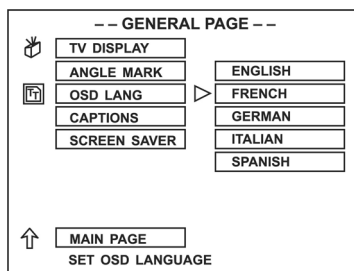 – – GENERAL PAGE – –
TV DISPLAY
ANGLE MARK
OSD LANG
CAPTIONS
SCREEN SAVER
ENGLISH
FRENCH
GERMAN
ITALIAN
SPANISH
MAIN PAGE
SET OSD LANGUAGE